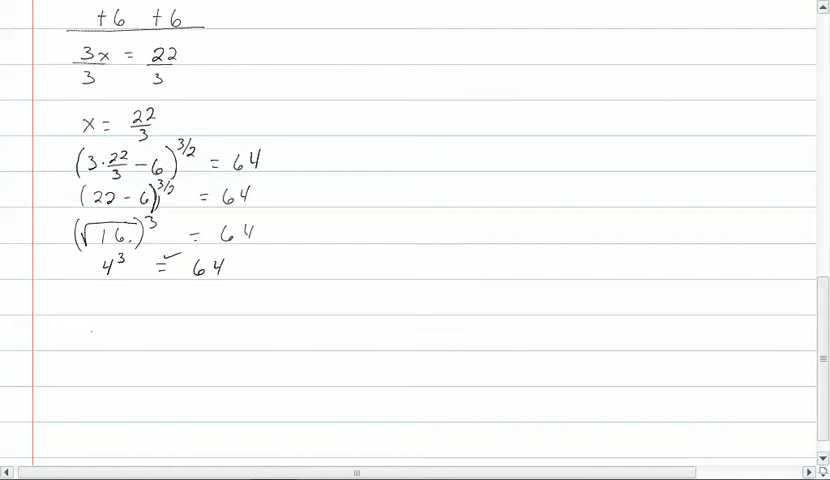 +6 +6
3x = 22
3 3
x = 22/3
(3·22/3 − 6)^3/2 = 64
(22 − 6)^3/2 = 64
(√16)^3 = 64
4^3 = ✓ 64